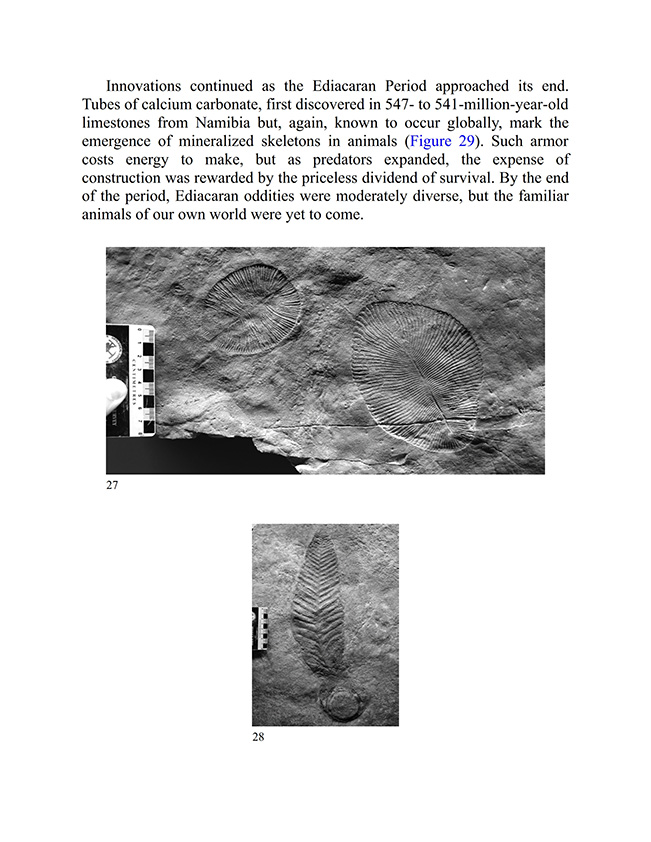 Innovations continued as the Ediacaran Period approached its end.
Tubes of calcium carbonate, first discovered in 547- to 541-million-year-old
limestones from Namibia but, again, known to occur globally, mark the
emergence of mineralized skeletons in animals (Figure 29). Such armor
costs energy to make, but as predators expanded, the expense of
construction was rewarded by the priceless dividend of survival. By the end
of the period, Ediacaran oddities were moderately diverse, but the familiar
animals of our own world were yet to come.
27
28